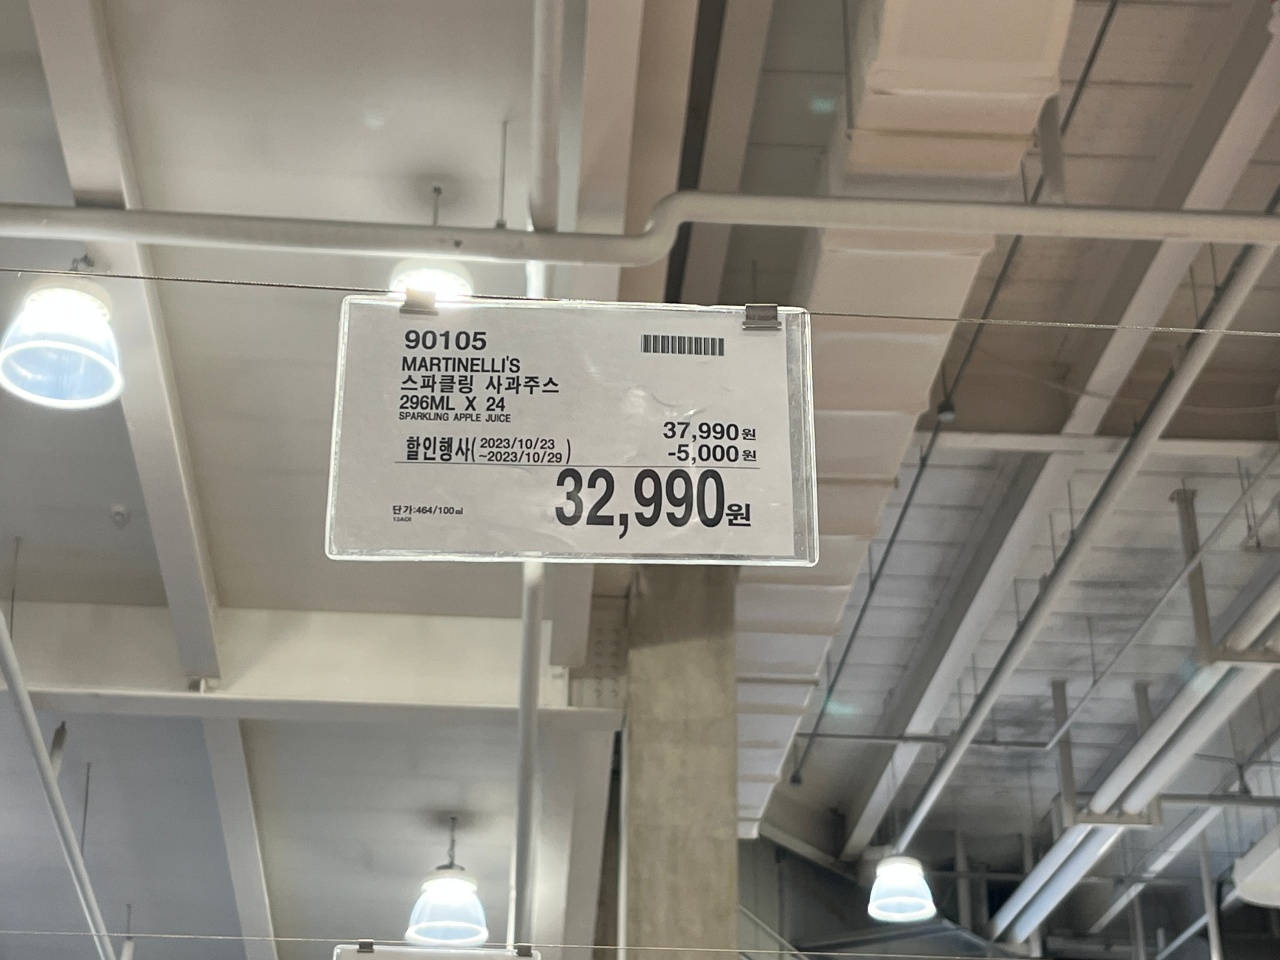 90105
MARTINELLI'S
스파클링 사과주스
296ML X 24
SPARKLING APPLE JUICE
37,990원
할인행사( 2023/10/23 ~2023/10/29 )
-5,000원
32,990원
단가:464/100㎖